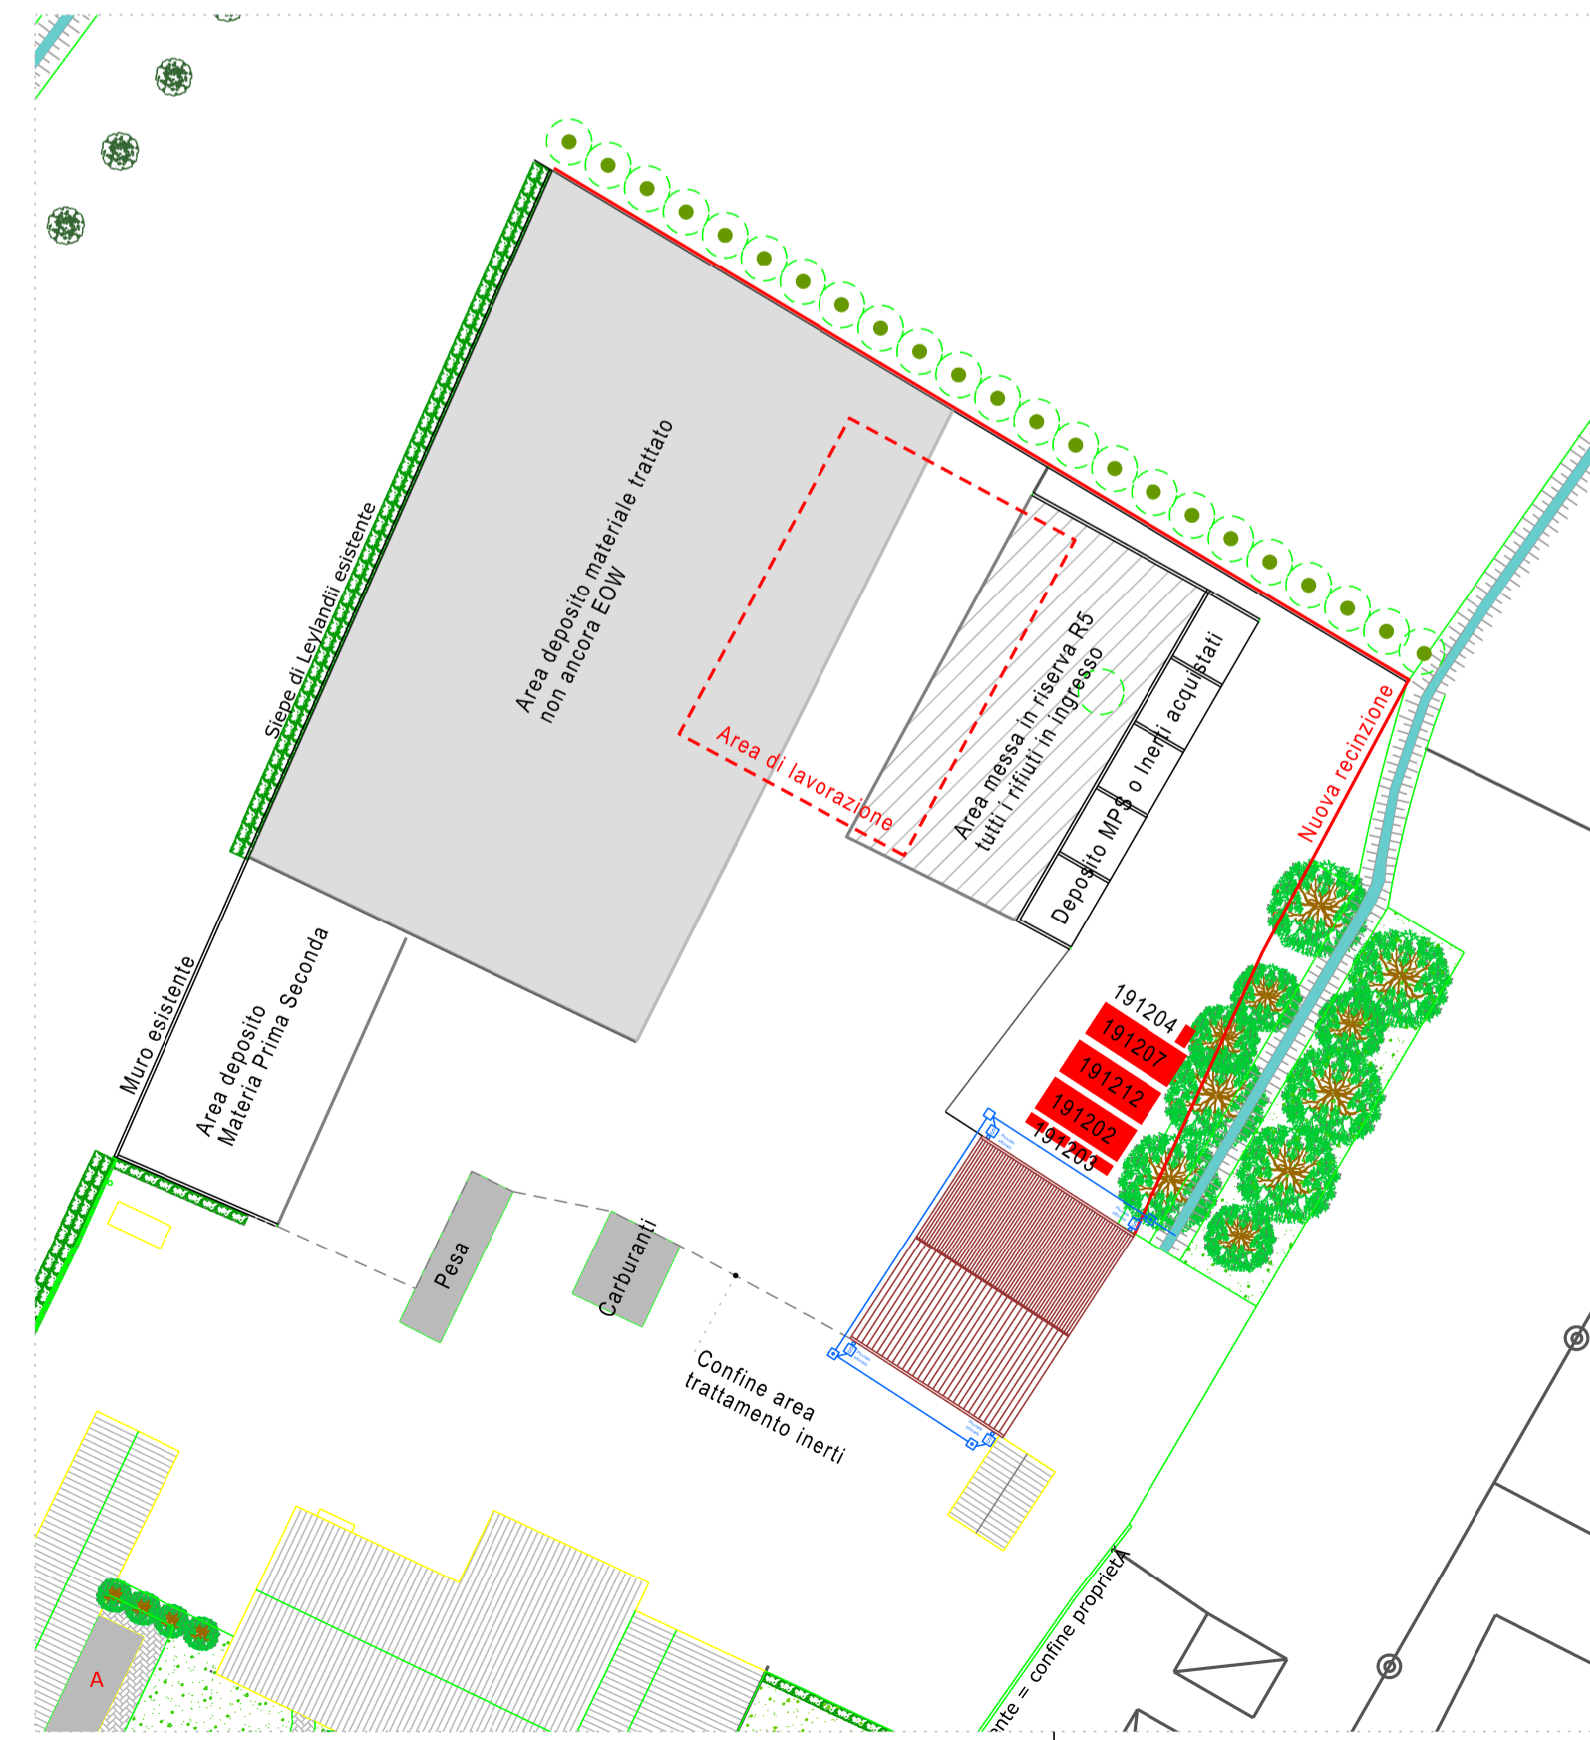 Siepe di Leylandii esistente
Area deposito materiale trattato
non ancora EOW
Area di lavorazione
Area messa in riserva R5
tutti i rifiuti in ingresso
Deposito MPS o Inerti acquistati
Nuova recinzione
Muro esistente
Area deposito
Materia Prima Seconda
191204
191207
191212
191202
191203
Pesa
Carburanti
Confine area
trattamento inerti
A
ente = confine proprietÃ